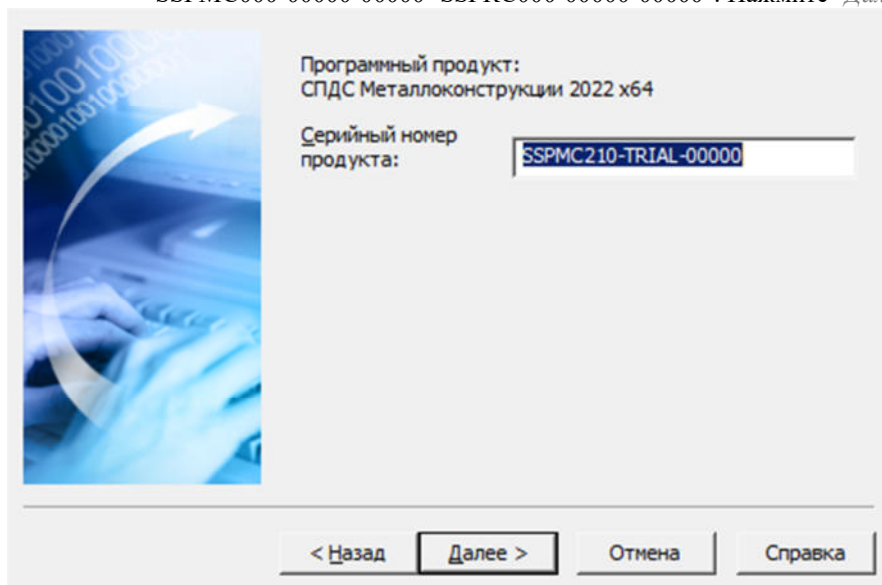 Программный продукт:
СПДС Металлоконструкции 2022 x64
Серийный номер
продукта:
SSPMC210-TRIAL-00000
< Назад
Далее >
Отмена
Справка